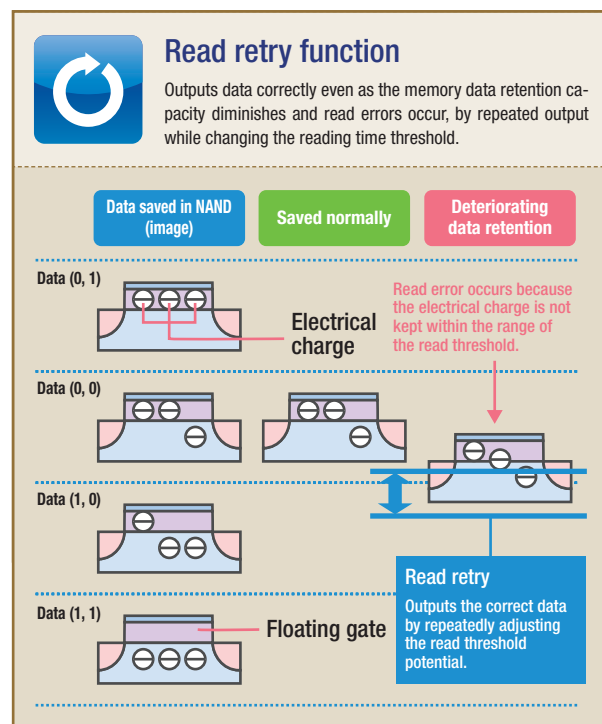 Read retry function
Outputs data correctly even as the memory data retention ca-
pacity diminishes and read errors occur, by repeated output
while changing the reading time threshold.
Data saved in NAND
(image)
Saved normally
Deteriorating
data retention
Data (0, 1)
Electrical
charge
Read error occurs because
the electrical charge is not
kept within the range of
the read threshold.
Data (0, 0)
Data (1, 0)
Read retry
Outputs the correct data
by repeatedly adjusting
the read threshold
potential.
Data (1, 1)
Floating gate